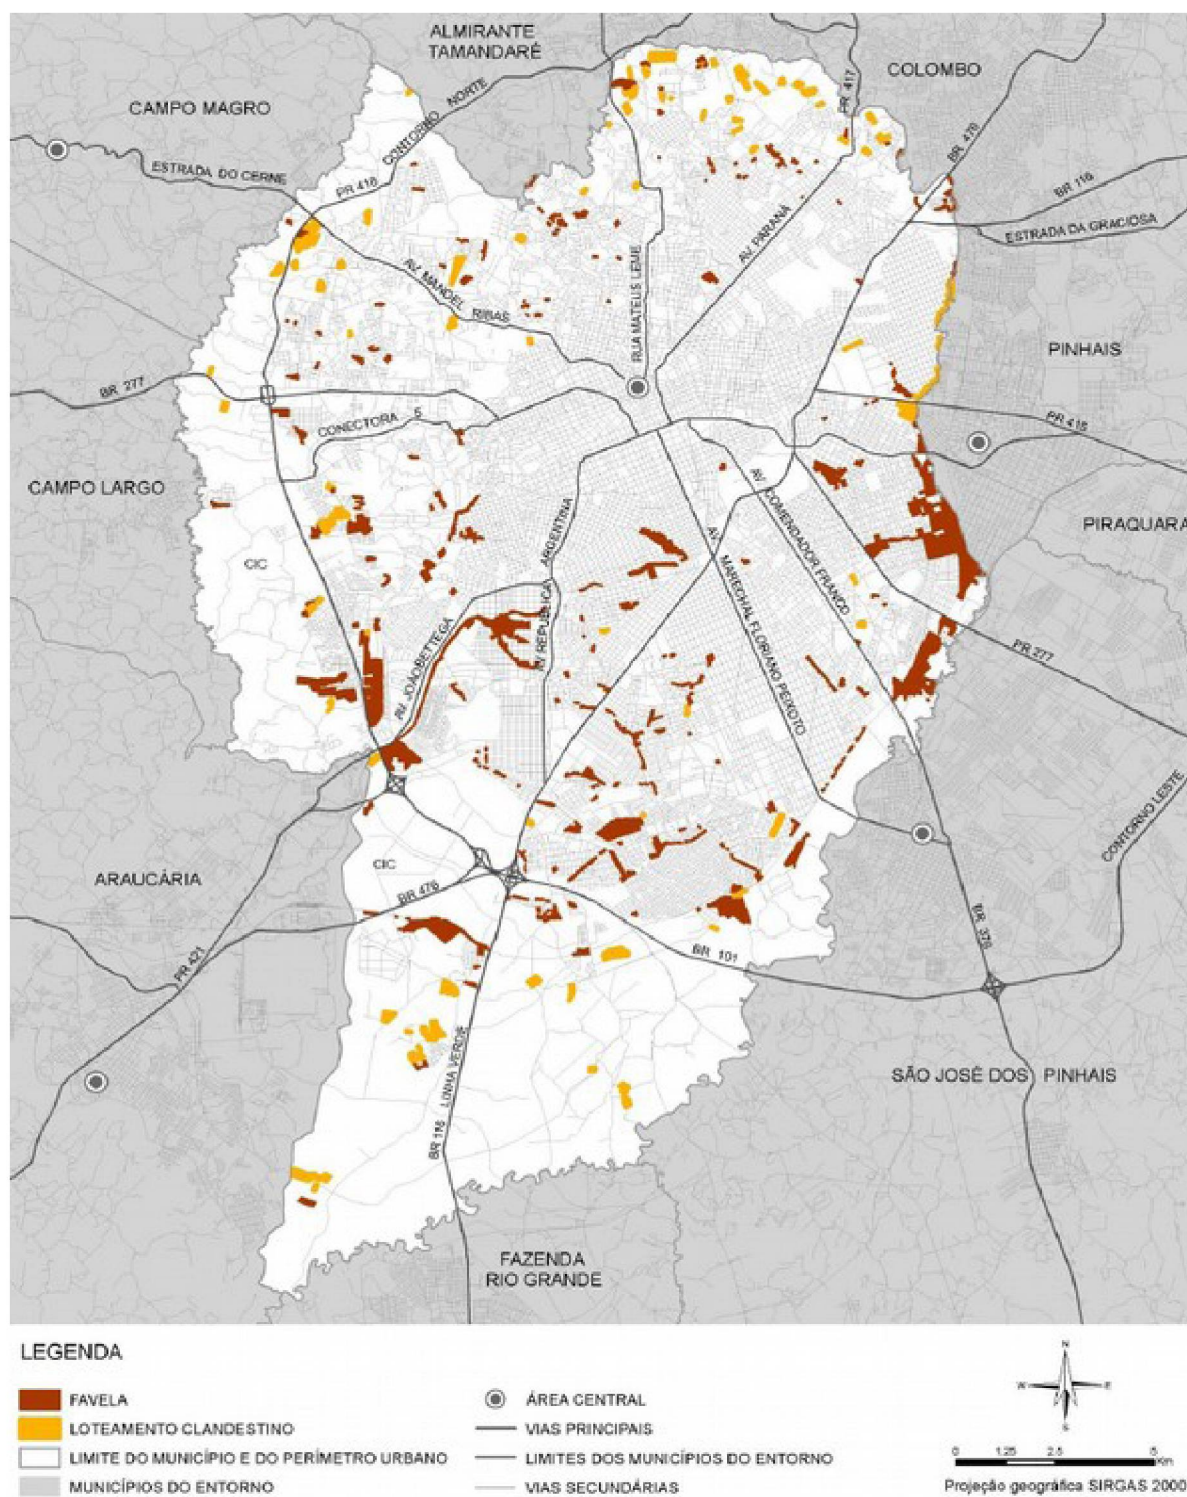 ALMIRANTE
TAMANDARÉ
COLOMBO
CAMPO MAGRO
CONTORNO NORTE
PR 417
BR 476
ESTRADA DO CERNE
PR 418
BR 116
ESTRADA DA GRACIOSA
AV. PARANÁ
RUA MATEUS LEME
AV. MANOEL RIBAS
PINHAIS
BR 277
PR 415
CONECTORA 5
CAMPO LARGO
PIRAQUARA
AV. COMENDADOR FRANCO
AV. REPÚBLICA ARGENTINA
AV. MARECHAL FLORIANO PEIXOTO
CIC
AV. JOÃO BETTEGA
PR 277
CONTORNO LESTE
CIC
ARAUCÁRIA
BR 476
BR 376
PR 421
BR 101
SÃO JOSÉ DOS PINHAIS
BR 116 LINHA VERDE
FAZENDA
RIO GRANDE
LEGENDA
FAVELA
LOTEAMENTO CLANDESTINO
LIMITE DO MUNICÍPIO E DO PERÍMETRO URBANO
MUNICÍPIOS DO ENTORNO
ÁREA CENTRAL
VIAS PRINCIPAIS
LIMITES DOS MUNICÍPIOS DO ENTORNO
VIAS SECUNDÁRIAS
N
W E
S
0 1.25 2.5 5
Km
Projeção geográfica SIRGAS 2000